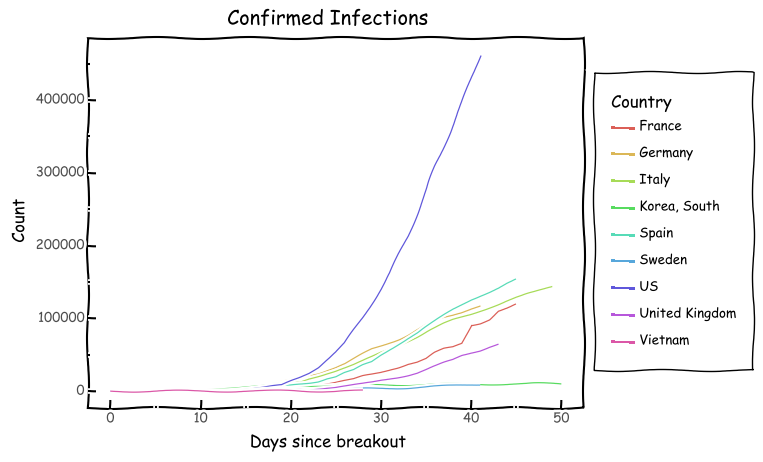 Confirmed Infections
Count
400000
300000
200000
100000
0
0 10 20 30 40 50
Days since breakout
Country
France
Germany
Italy
Korea, South
Spain
Sweden
US
United Kingdom
Vietnam